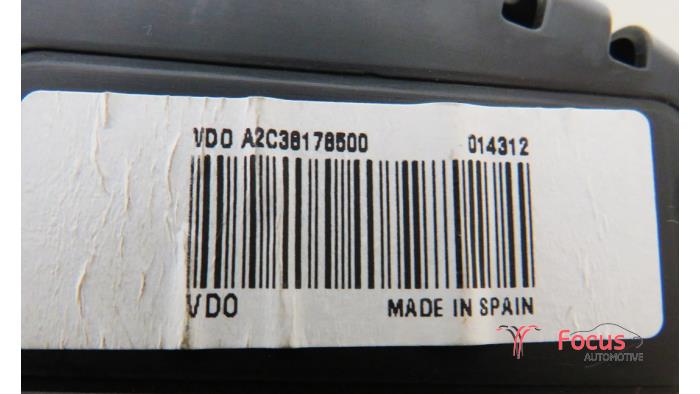 VDO A2C38178500 014312
VDO MADE IN SPAIN
Focus
AUTOMOTIVE